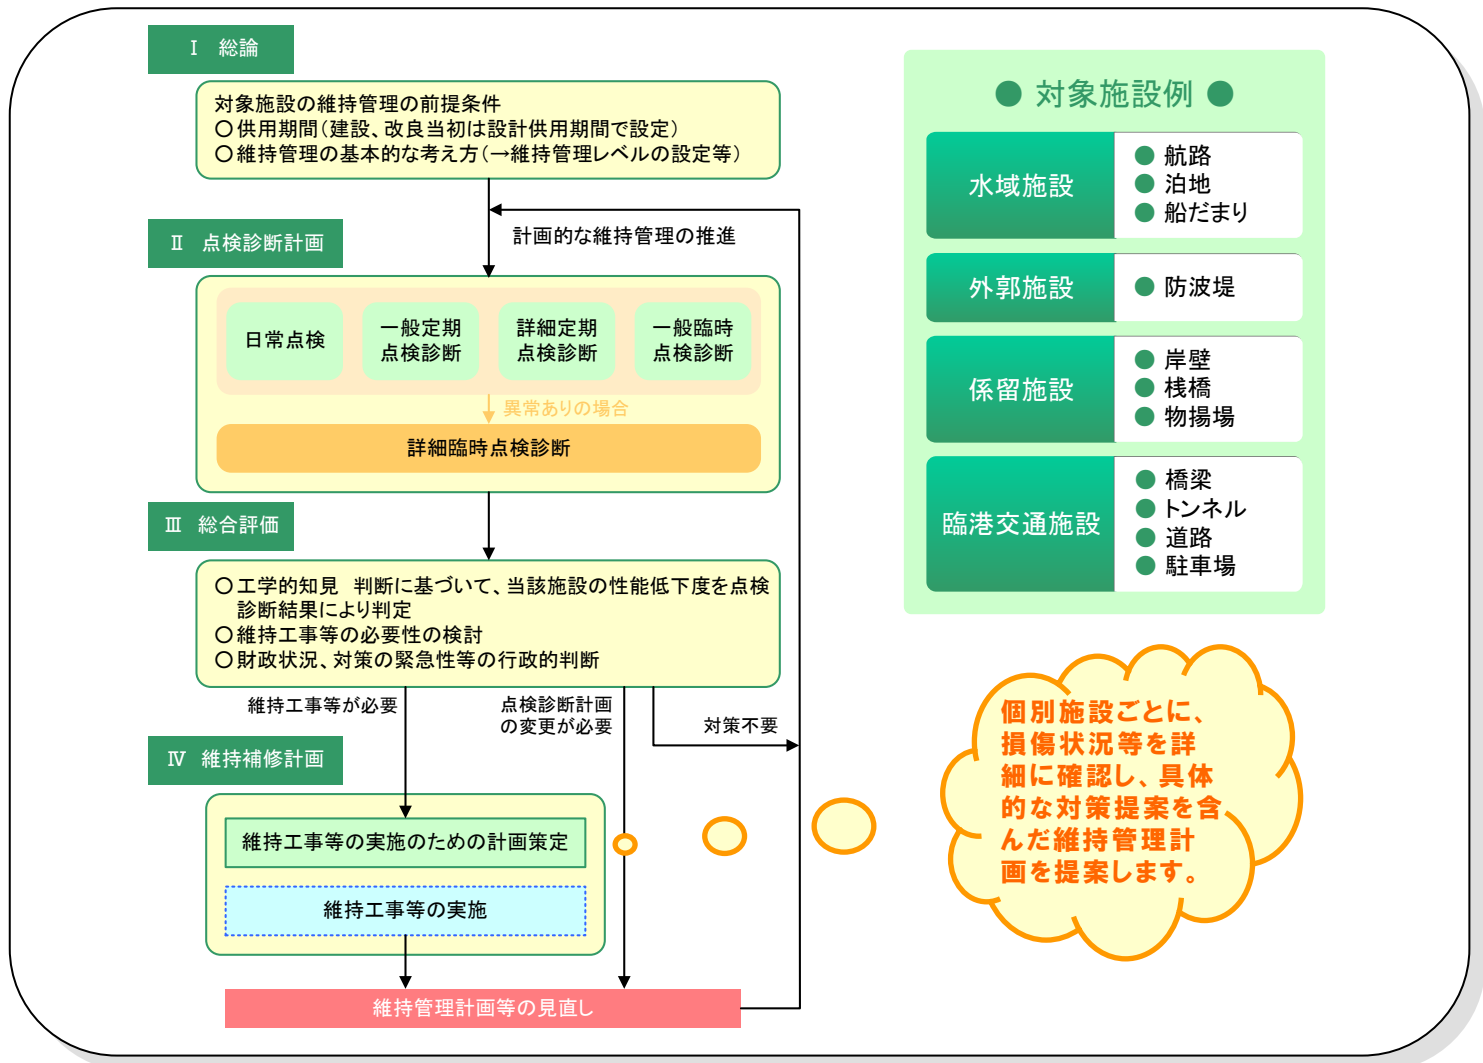 Ⅰ　総論
対象施設の維持管理の前提条件
○供用期間（建設、改良当初は設計供用期間で設定）
○維持管理の基本的な考え方（→維持管理レベルの設定等）
計画的な維持管理の推進
Ⅱ　点検診断計画
日常点検
一般定期
点検診断
詳細定期
点検診断
一般臨時
点検診断
異常ありの場合
詳細臨時点検診断
Ⅲ　総合評価
○工学的知見　判断に基づいて、当該施設の性能低下度を点検
診断結果により判定
○維持工事等の必要性の検討
○財政状況、対策の緊急性等の行政的判断
維持工事等が必要
点検診断計画
の変更が必要
対策不要
Ⅳ　維持補修計画
維持工事等の実施のための計画策定
維持工事等の実施
維持管理計画等の見直し
● 対象施設例 ●
水域施設
● 航路
● 泊地
● 船だまり
外郭施設
● 防波堤
係留施設
● 岸壁
● 桟橋
● 物揚場
臨港交通施設
● 橋梁
● トンネル
● 道路
● 駐車場
個別施設ごとに、
損傷状況等を詳
細に確認し、具体
的な対策提案を含
んだ維持管理計
画を提案します。